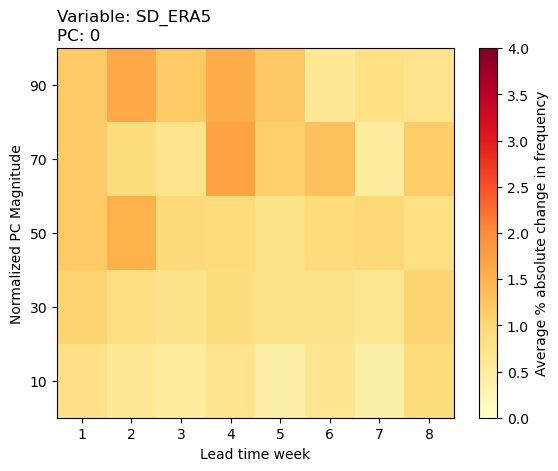 Variable: SD_ERA5
PC: 0
Normalized PC Magnitude
90
70
50
30
10
1 2 3 4 5 6 7 8
Lead time week
4.0
3.5
3.0
2.5
2.0
1.5
1.0
0.5
0.0
Average % absolute change in frequency